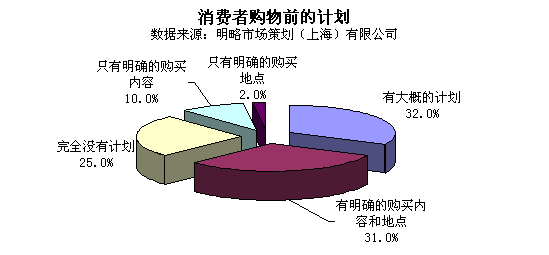 消费者购物前的计划
数据来源：明略市场策划（上海）有限公司
只有明确的购买
内容
10.0%
只有明确的购买
地点
2.0%
有大概的计划
32.0%
完全没有计划
25.0%
有明确的购买内
容和地点
31.0%